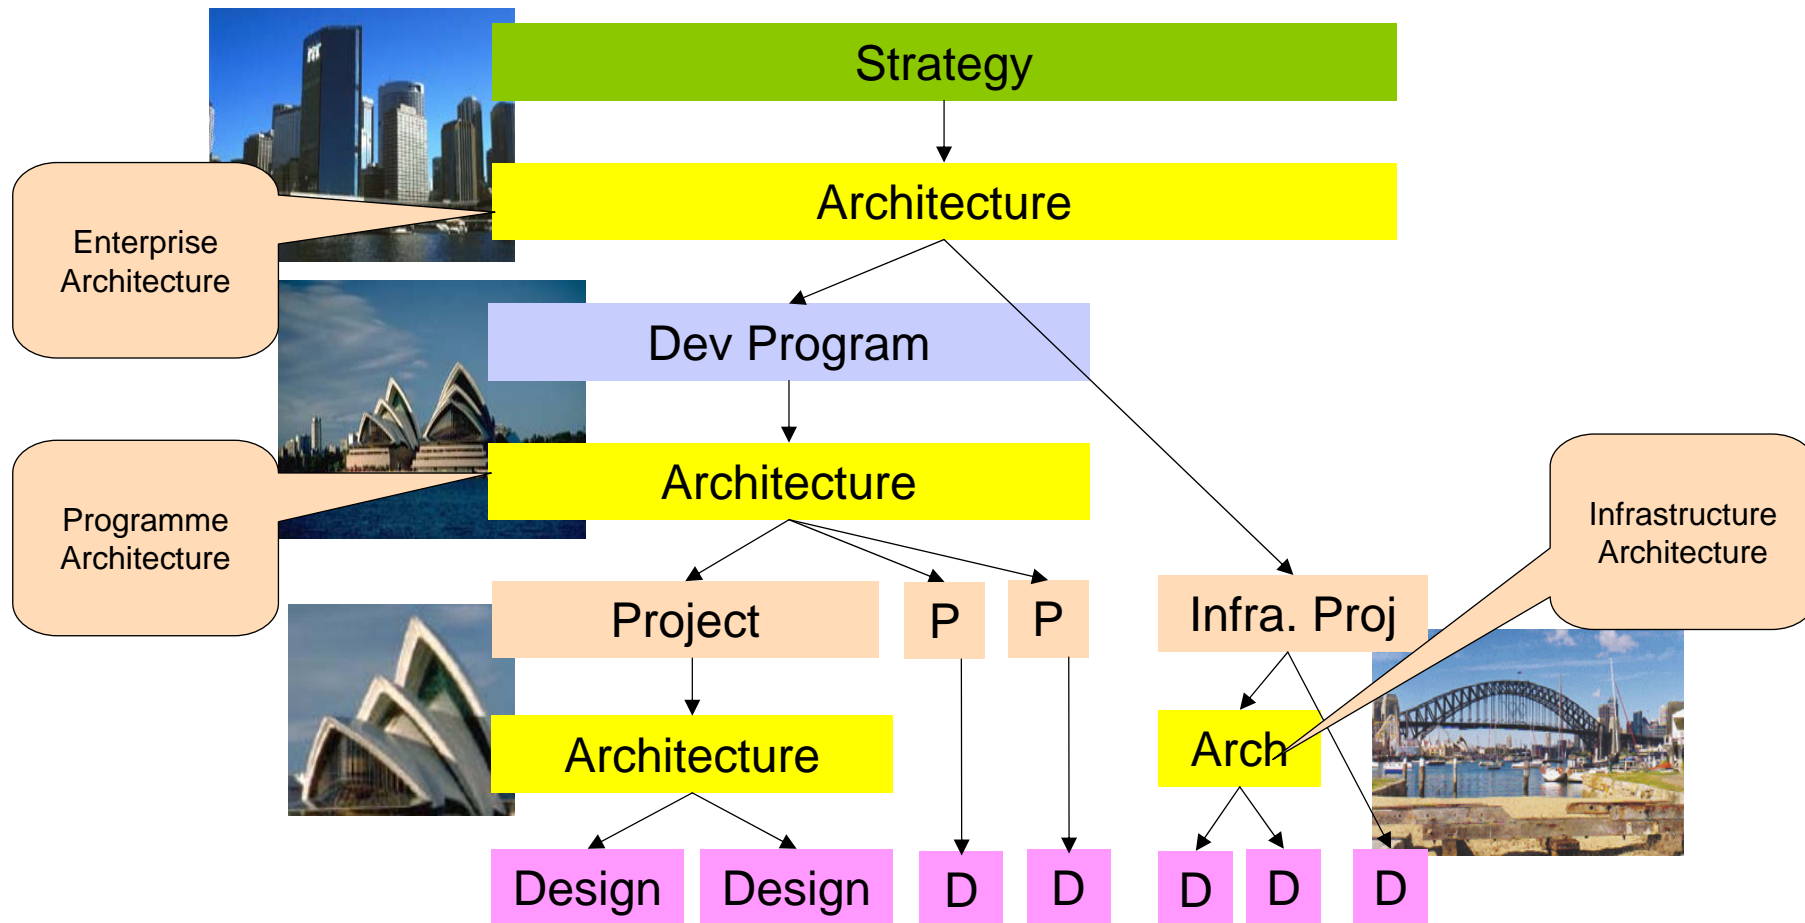 Strategy
Architecture
Enterprise
Architecture
Dev Program
Architecture
Programme
Architecture
Infrastructure
Architecture
Project
P
P
Infra. Proj
Architecture
Arch
Design
Design
D
D
D
D
D